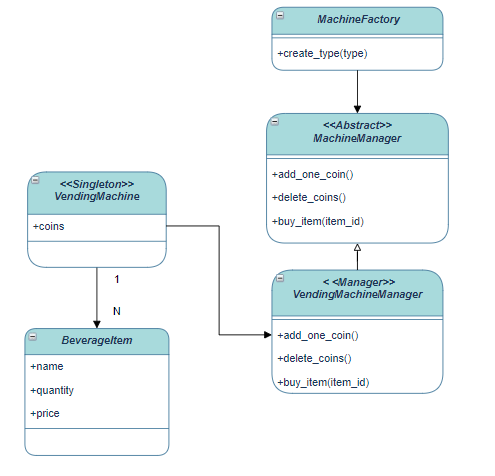 MachineFactory
+create_type(type)
<<Abstract>>
MachineManager
+add_one_coin()
+delete_coins()
+buy_item(item_id)
<<Singleton>>
VendingMachine
+coins
1
N
< <Manager>>
VendingMachineManager
+add_one_coin()
+delete_coins()
+buy_item(item_id)
BeverageItem
+name
+quantity
+price